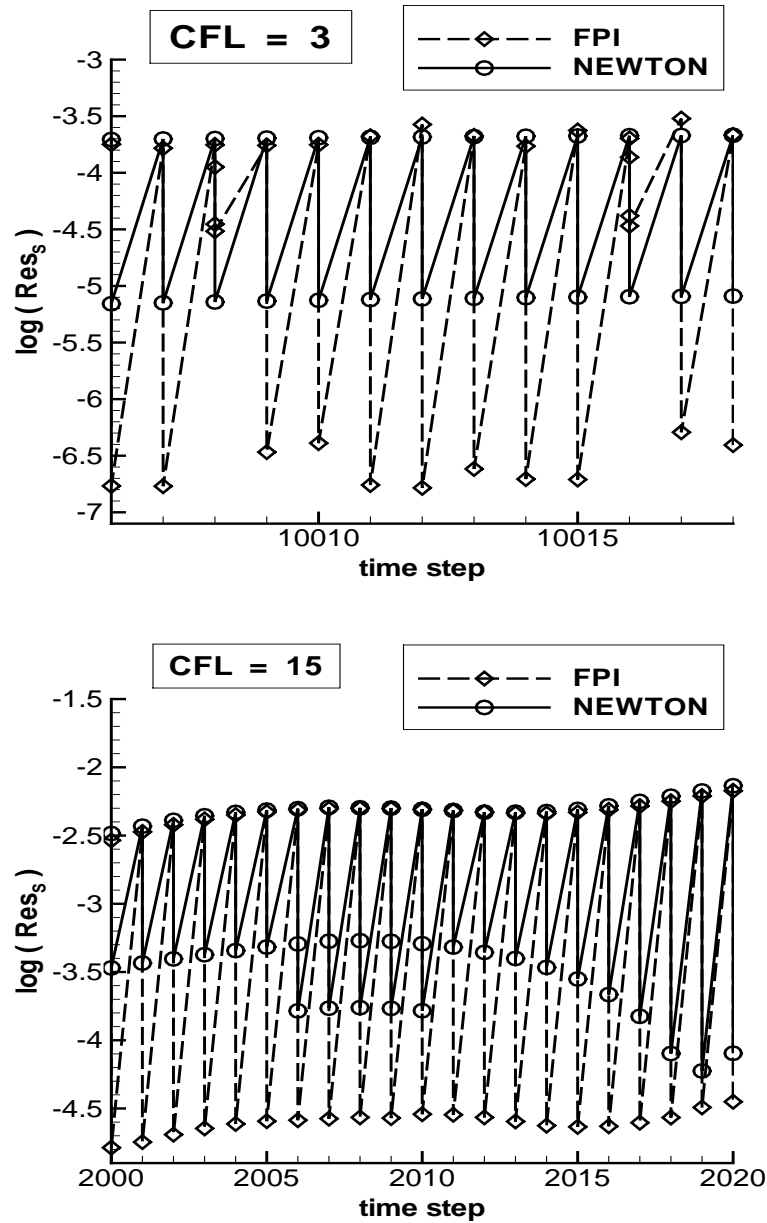 CFL = 3
FPI
NEWTON
-3
-3.5
-4
-4.5
-5
-5.5
-6
-6.5
-7
log ( Res_S )
10010
10015
time step
CFL = 15
FPI
NEWTON
-1.5
-2
-2.5
-3
-3.5
-4
-4.5
log ( Res_S )
2000
2005
2010
2015
2020
time step